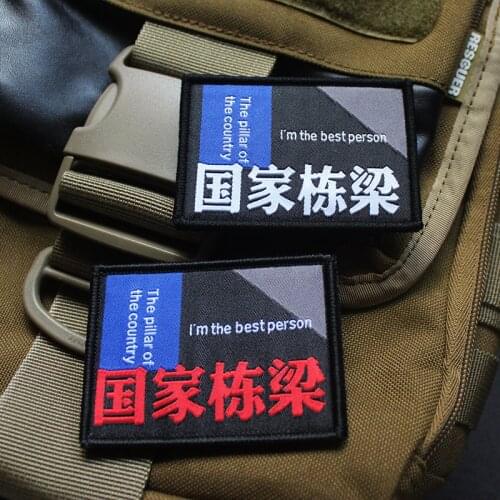 RESCUER
The pillar of
the country
I'm the best person
国家栋梁
The pillar of
the country
I'm the best person
国家栋梁